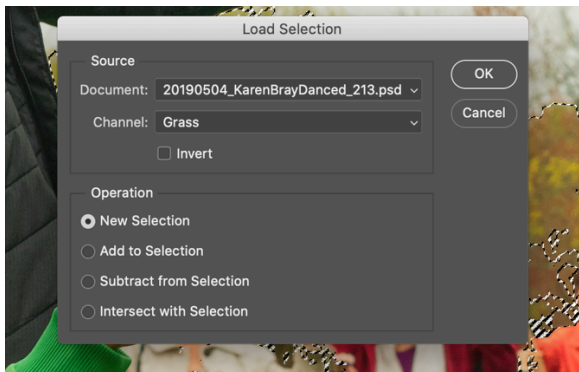 Load Selection
Source
Document: 20190504_KarenBrayDanced_213.psd
Channel: Grass
Invert
Operation
New Selection
Add to Selection
Subtract from Selection
Intersect with Selection
OK
Cancel